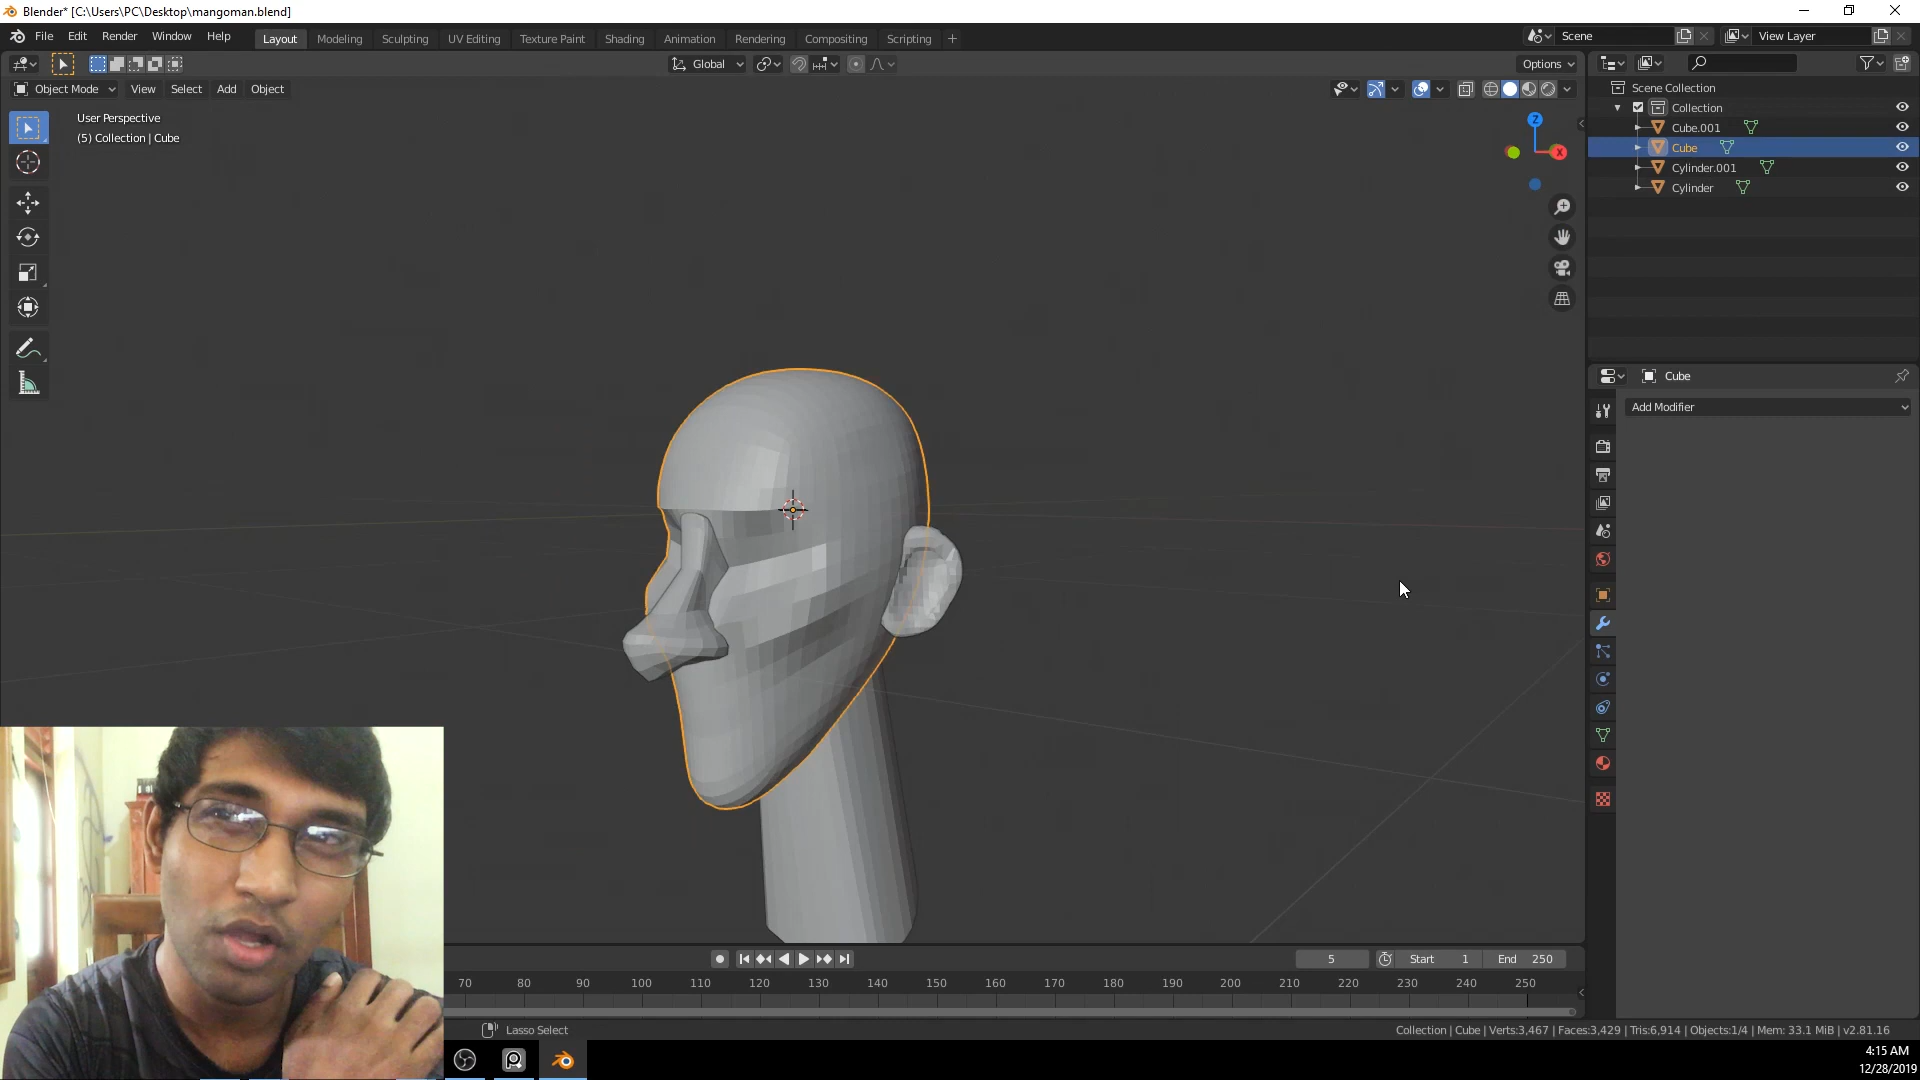 Blender* [C:\Users\PC\Desktop\mangoman.blend]
File Edit Render Window Help
Layout Modeling Sculpting UV Editing Texture Paint Shading Animation Rendering Compositing Scripting
Scene
View Layer
Global
Options
Object Mode View Select Add Object
User Perspective
(5) Collection | Cube
Z
X
Scene Collection
Collection
Cube.001
Cube
Cylinder.001
Cylinder
Cube
Add Modifier
5
Start 1
End 250
70 80 90 100 110 120 130 140 150 160 170 180 190 200 210 220 230 240 250
Lasso Select
Collection | Cube | Verts:3,467 | Faces:3,429 | Tris:6,914 | Objects:1/4 | Mem: 33.1 MiB | v2.81.16
4:15 AM
12/28/2019